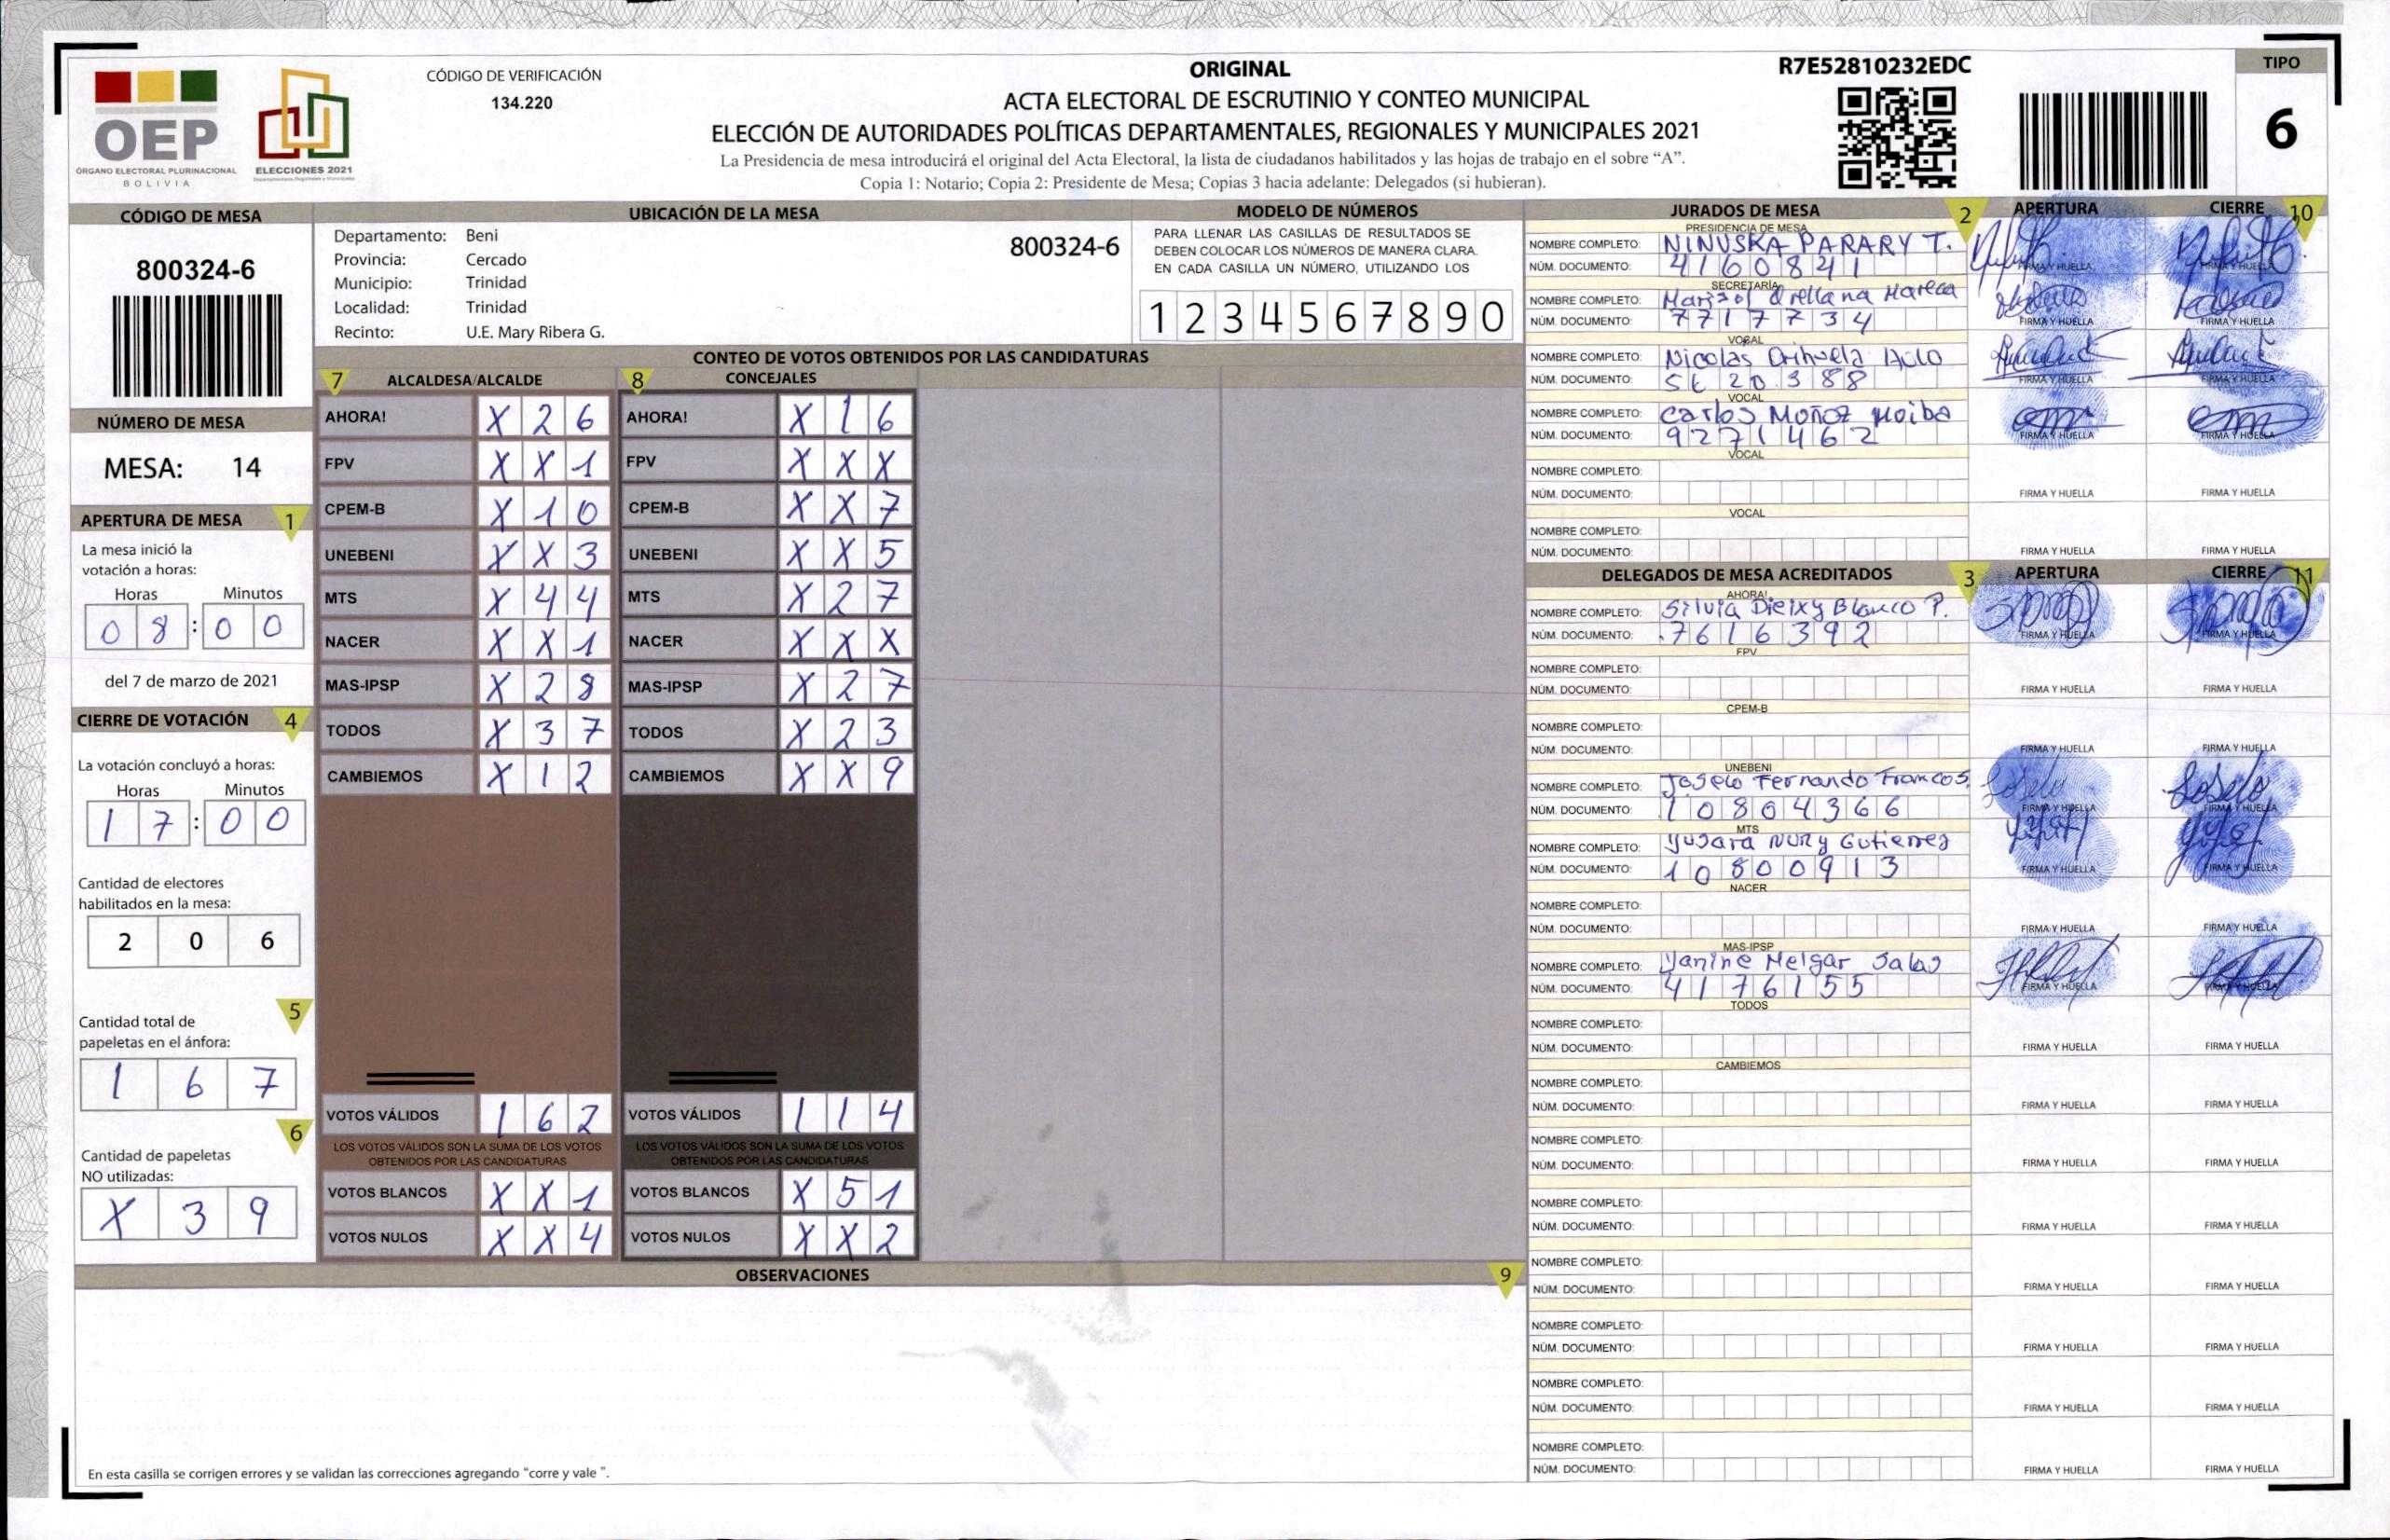 OEP
ÓRGANO ELECTORAL PLURINACIONAL
BOLIVIA
ELECCIONES 2021
CÓDIGO DE VERIFICACIÓN
134.220
ORIGINAL
ACTA ELECTORAL DE ESCRUTINIO Y CONTEO MUNICIPAL
ELECCIÓN DE AUTORIDADES POLÍTICAS DEPARTAMENTALES, REGIONALES Y MUNICIPALES 2021
La Presidencia de mesa introducirá el original del Acta Electoral, la lista de ciudadanos habilitados y las hojas de trabajo en el sobre “A”.
Copia 1: Notario; Copia 2: Presidente de Mesa; Copias 3 hacia adelante: Delegados (si hubieran).
R7E52810232EDC
TIPO
6
CÓDIGO DE MESA
800324-6
NÚMERO DE MESA
MESA: 14
APERTURA DE MESA 1
La mesa inició la
votación a horas:
Horas Minutos
0 8 : 0 0
del 7 de marzo de 2021
CIERRE DE VOTACIÓN 4
La votación concluyó a horas:
Horas Minutos
1 7 : 0 0
Cantidad de electores
habilitados en la mesa:
2 0 6
5
Cantidad total de
papeletas en el ánfora:
1 6 7
6
Cantidad de papeletas
NO utilizadas:
X 3 9
UBICACIÓN DE LA MESA
Departamento: Beni
800324-6
Provincia: Cercado
Municipio: Trinidad
Localidad: Trinidad
Recinto: U.E. Mary Ribera G.
MODELO DE NÚMEROS
PARA LLENAR LAS CASILLAS DE RESULTADOS SE
DEBEN COLOCAR LOS NÚMEROS DE MANERA CLARA.
EN CADA CASILLA UN NÚMERO, UTILIZANDO LOS
1 2 3 4 5 6 7 8 9 0
CONTEO DE VOTOS OBTENIDOS POR LAS CANDIDATURAS
7 ALCALDESA/ALCALDE 8 CONCEJALES
AHORA! X 2 6 AHORA! X 1 6
FPV X X 1 FPV X X X
CPEM-B X 1 0 CPEM-B X X 7
UNEBENI X X 3 UNEBENI X X 5
MTS X 4 4 MTS X 2 7
NACER X X 1 NACER X X X
MAS-IPSP X 2 8 MAS-IPSP X 2 7
TODOS X 3 7 TODOS X 2 3
CAMBIEMOS X 1 2 CAMBIEMOS X X 9
VOTOS VÁLIDOS 1 6 2 VOTOS VÁLIDOS 1 1 4
LOS VOTOS VÁLIDOS SON LA SUMA DE LOS VOTOS LOS VOTOS VÁLIDOS SON LA SUMA DE LOS VOTOS
OBTENIDOS POR LAS CANDIDATURAS OBTENIDOS POR LAS CANDIDATURAS
VOTOS BLANCOS X X 1 VOTOS BLANCOS X 5 1
VOTOS NULOS X X 4 VOTOS NULOS X X 2
OBSERVACIONES 9
En esta casilla se corrigen errores y se validan las correcciones agregando "corre y vale ".
JURADOS DE MESA 2 APERTURA CIERRE 10
PRESIDENCIA DE MESA
NOMBRE COMPLETO: NINUSKA PARARY T.
NÚM. DOCUMENTO: 4160841 FIRMA Y HUELLA FIRMA Y HUELLA
SECRETARÍA
NOMBRE COMPLETO: Marisol Orellana Mareca
NÚM. DOCUMENTO: 7717734 FIRMA Y HUELLA FIRMA Y HUELLA
VOCAL
NOMBRE COMPLETO: Nicolas Orihuela
NÚM. DOCUMENTO: FIRMA Y HUELLA FIRMA Y HUELLA
VOCAL
NOMBRE COMPLETO: Carlos Muñoz Moiba
NÚM. DOCUMENTO: 9271462 FIRMA Y HUELLA FIRMA Y HUELLA
VOCAL
NOMBRE COMPLETO:
NÚM. DOCUMENTO: FIRMA Y HUELLA FIRMA Y HUELLA
VOCAL
NOMBRE COMPLETO:
NÚM. DOCUMENTO: FIRMA Y HUELLA FIRMA Y HUELLA
DELEGADOS DE MESA ACREDITADOS 3 APERTURA CIERRE 11
AHORA!
NOMBRE COMPLETO: Silvia Dieixy Blanco P.
NÚM. DOCUMENTO: 7616392 FIRMA Y HUELLA FIRMA Y HUELLA
FPV
NOMBRE COMPLETO:
NÚM. DOCUMENTO: FIRMA Y HUELLA FIRMA Y HUELLA
CPEM-B
NOMBRE COMPLETO:
NÚM. DOCUMENTO: FIRMA Y HUELLA FIRMA Y HUELLA
UNEBENI
NOMBRE COMPLETO: Joselo Fernando Franco S.
NÚM. DOCUMENTO: 10804366 FIRMA Y HUELLA FIRMA Y HUELLA
MTS
NOMBRE COMPLETO: Yusara Nury Gutierrez
NÚM. DOCUMENTO: 10800913 FIRMA Y HUELLA FIRMA Y HUELLA
NACER
NOMBRE COMPLETO:
NÚM. DOCUMENTO: FIRMA Y HUELLA FIRMA Y HUELLA
MAS-IPSP
NOMBRE COMPLETO: Yanine Melgar Salas
NÚM. DOCUMENTO: 4176155 FIRMA Y HUELLA FIRMA Y HUELLA
TODOS
NOMBRE COMPLETO:
NÚM. DOCUMENTO: FIRMA Y HUELLA FIRMA Y HUELLA
CAMBIEMOS
NOMBRE COMPLETO:
NÚM. DOCUMENTO: FIRMA Y HUELLA FIRMA Y HUELLA
NOMBRE COMPLETO:
NÚM. DOCUMENTO: FIRMA Y HUELLA FIRMA Y HUELLA
NOMBRE COMPLETO:
NÚM. DOCUMENTO: FIRMA Y HUELLA FIRMA Y HUELLA
NOMBRE COMPLETO:
NÚM. DOCUMENTO: FIRMA Y HUELLA FIRMA Y HUELLA
NOMBRE COMPLETO:
NÚM. DOCUMENTO: FIRMA Y HUELLA FIRMA Y HUELLA
NOMBRE COMPLETO:
NÚM. DOCUMENTO: FIRMA Y HUELLA FIRMA Y HUELLA
NOMBRE COMPLETO:
NÚM. DOCUMENTO: FIRMA Y HUELLA FIRMA Y HUELLA